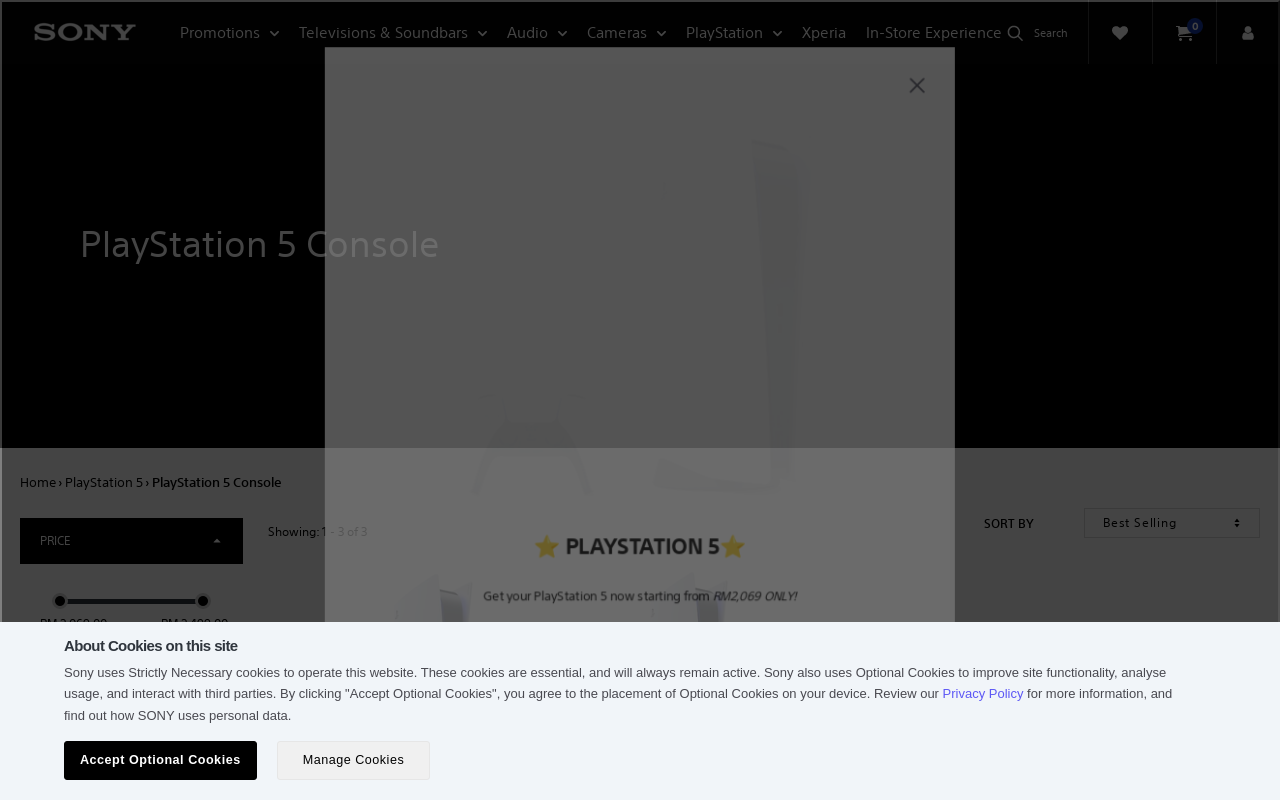 SONY Promotions Televisions & Soundbars Audio Cameras PlayStation Xperia In-Store Experience Search 0
PlayStation 5 Console
Home › PlayStation 5 › PlayStation 5 Console
PRICE
Showing: 1 - 3 of 3
SORT BY Best Selling
⭐ PLAYSTATION 5⭐
Get your PlayStation 5 now starting from RM2,069 ONLY!
About Cookies on this site
Sony uses Strictly Necessary cookies to operate this website. These cookies are essential, and will always remain active. Sony also uses Optional Cookies to improve site functionality, analyse
usage, and interact with third parties. By clicking "Accept Optional Cookies", you agree to the placement of Optional Cookies on your device. Review our Privacy Policy for more information, and
find out how SONY uses personal data.
Accept Optional Cookies Manage Cookies